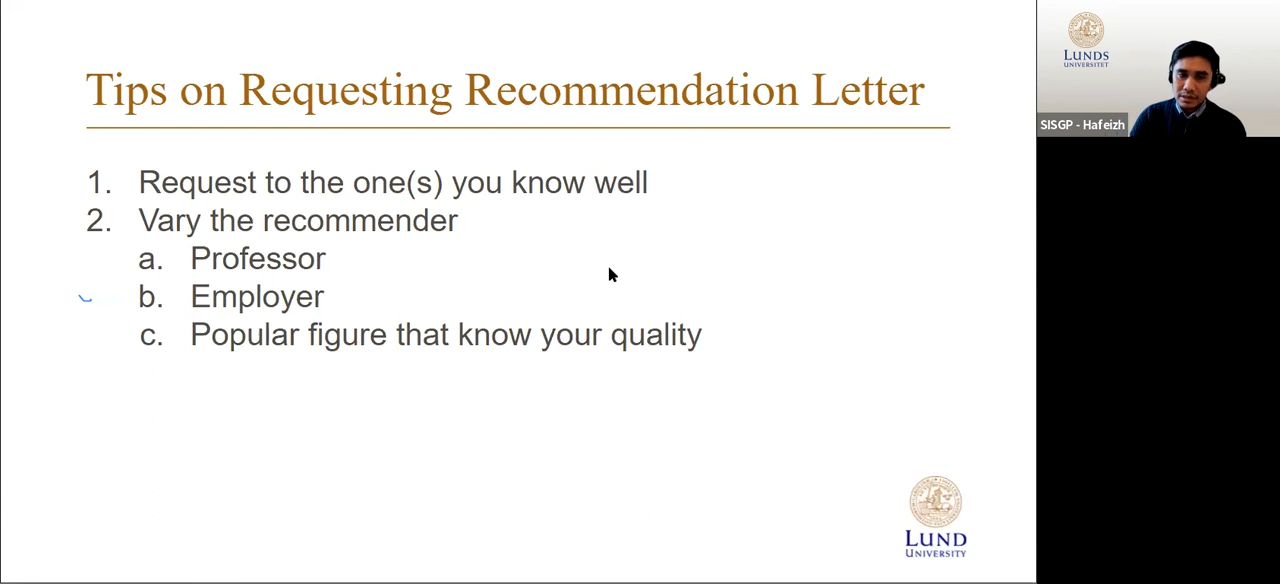 Tips on Requesting Recommendation Letter
1. Request to the one(s) you know well
2. Vary the recommender
a. Professor
b. Employer
c. Popular figure that know your quality
LUND
UNIVERSITY
LUNDS
UNIVERSITET
SISGP - Hafeizh